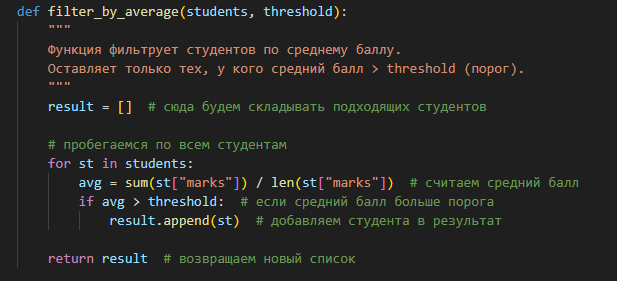 def filter_by_average(students, threshold):
    """
    Функция фильтрует студентов по среднему баллу.
    Оставляет только тех, у кого средний балл > threshold (порог).
    """
    result = []  # сюда будем складывать подходящих студентов

    # пробегаемся по всем студентам
    for st in students:
        avg = sum(st["marks"]) / len(st["marks"])  # считаем средний балл
        if avg > threshold:  # если средний балл больше порога
            result.append(st)  # добавляем студента в результат

    return result  # возвращаем новый список